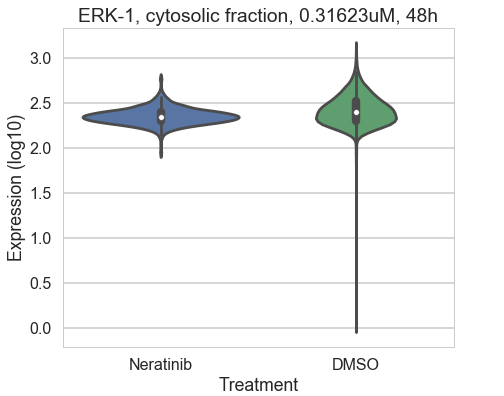 ERK-1, cytosolic fraction, 0.31623uM, 48h
Expression (log10)
3.0
2.5
2.0
1.5
1.0
0.5
0.0
Neratinib DMSO
Treatment